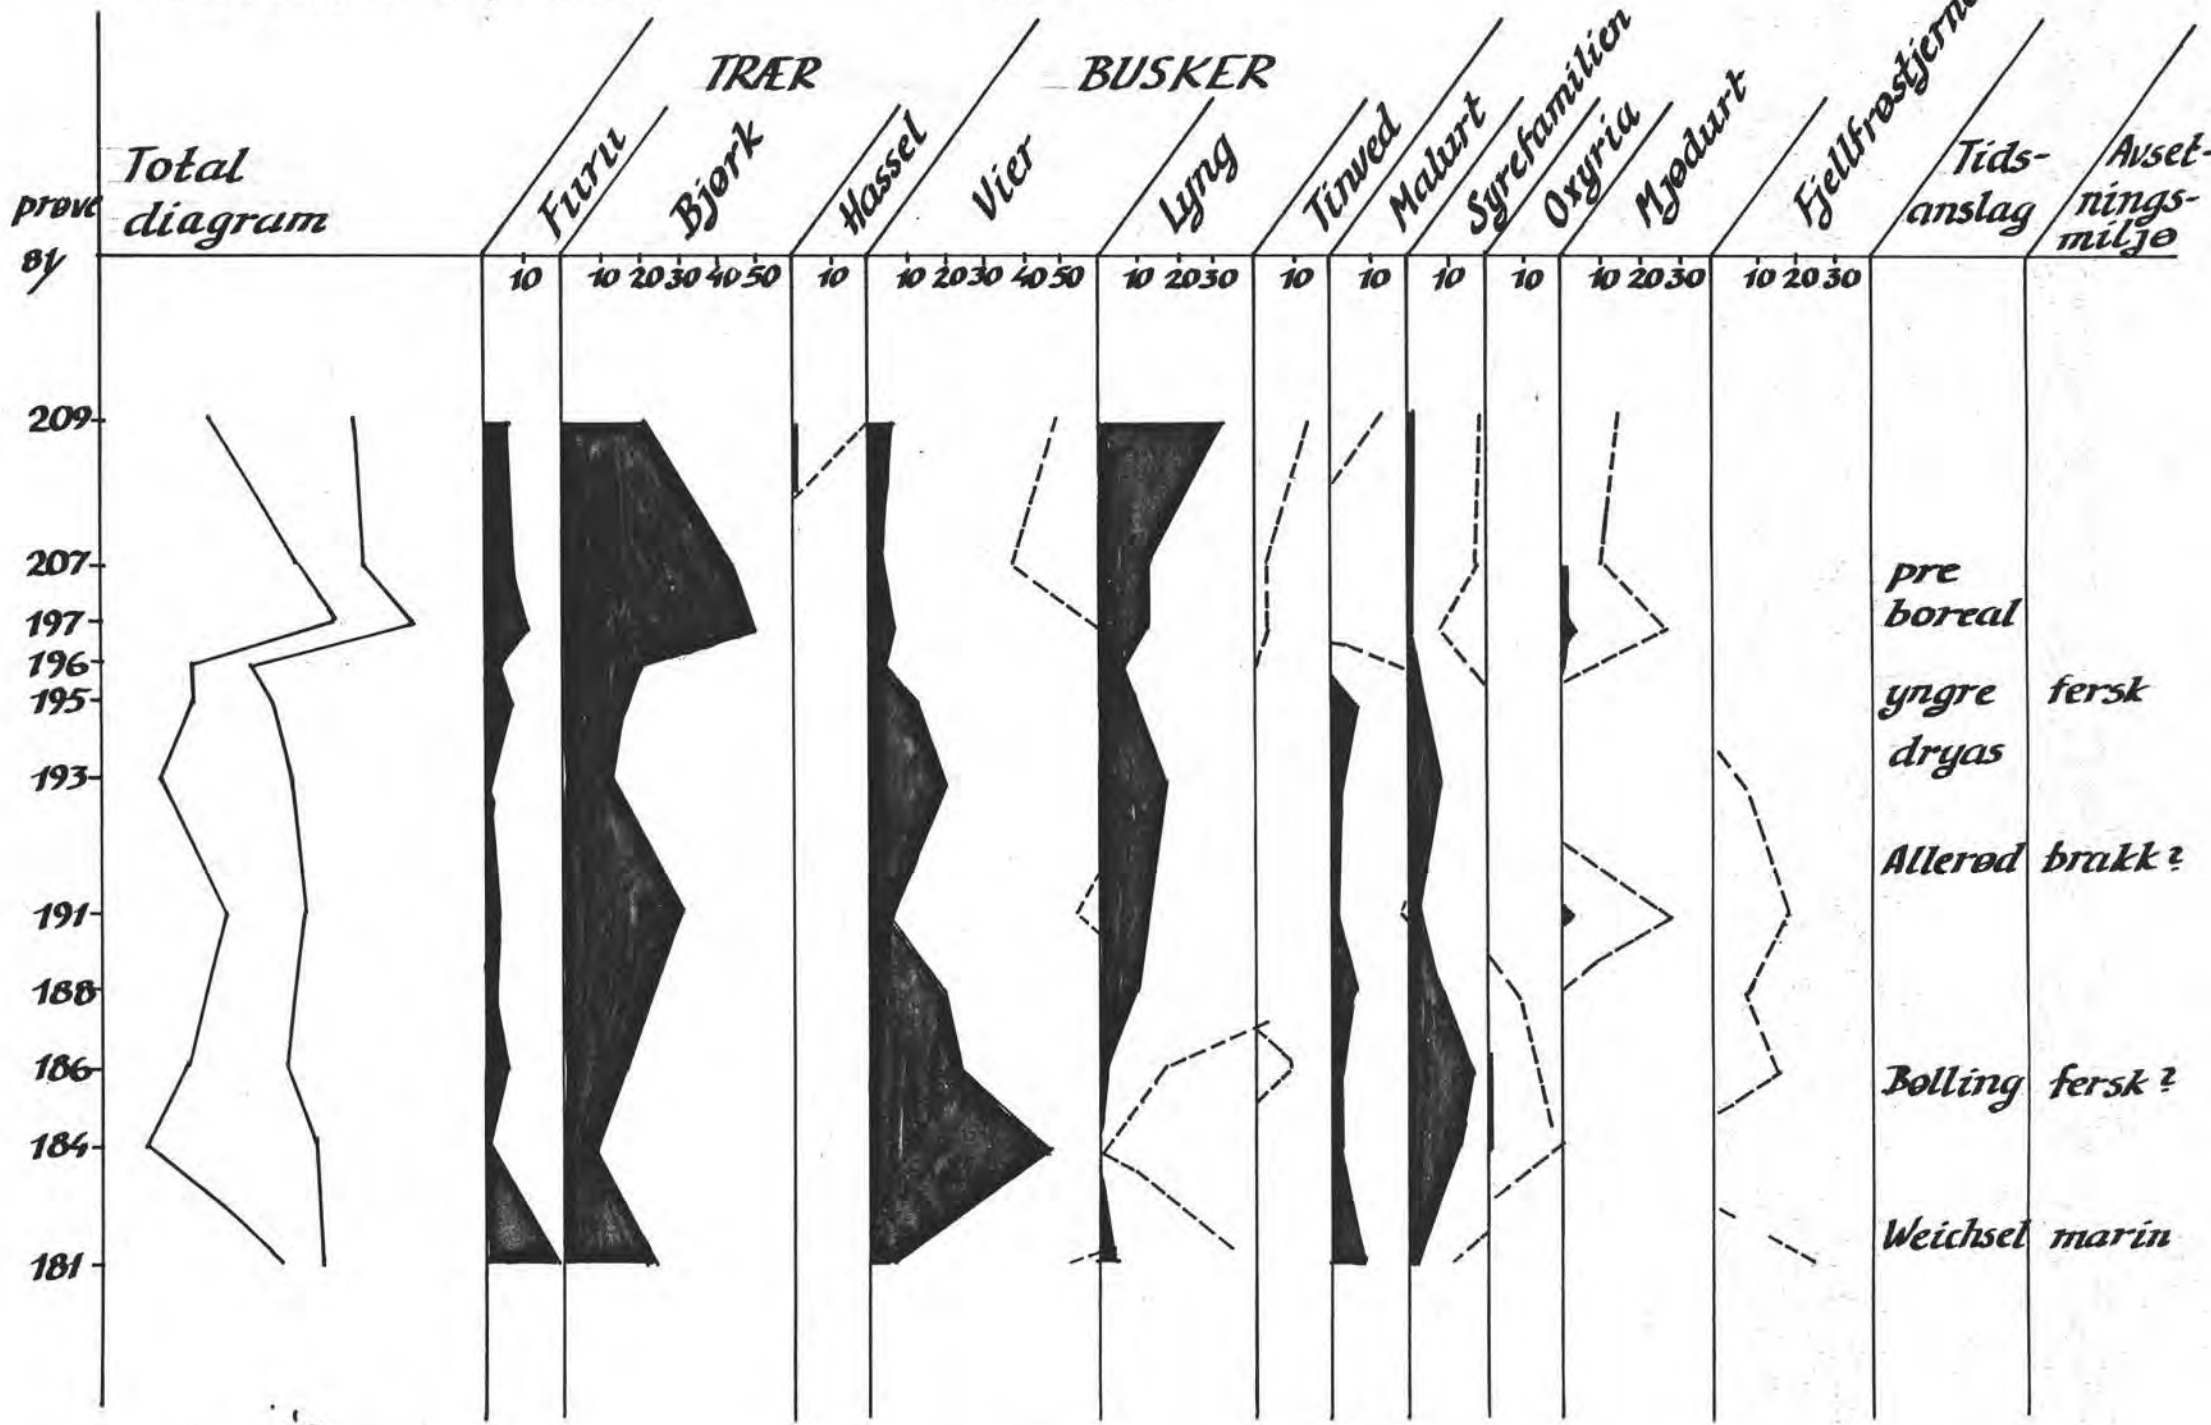 TRÆR
BUSKER
Total
diagram
prøve
81/
Furu
Bjørk
Hassel
Vier
Lyng
Tinved
Malurt
Syrefamilien
Oxyria
Mjødurt
Fjellfrøstjerne
Tids-
anslag
Avset-
nings-
miljø
10 10 20 30 40 50 10 10 20 30 40 50 10 20 30 10 10 10 10 10 20 30 10 20 30
209
207
197
196
195
193
191
188
186
184
181
pre
boreal
yngre fersk
dryas
Allerød brakk?
Bølling fersk?
Weichsel marin